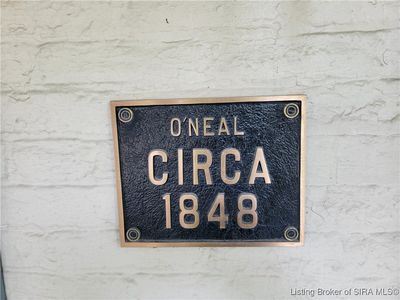 O'NEAL
CIRCA
1848
Listing Broker of SIRA MLS©